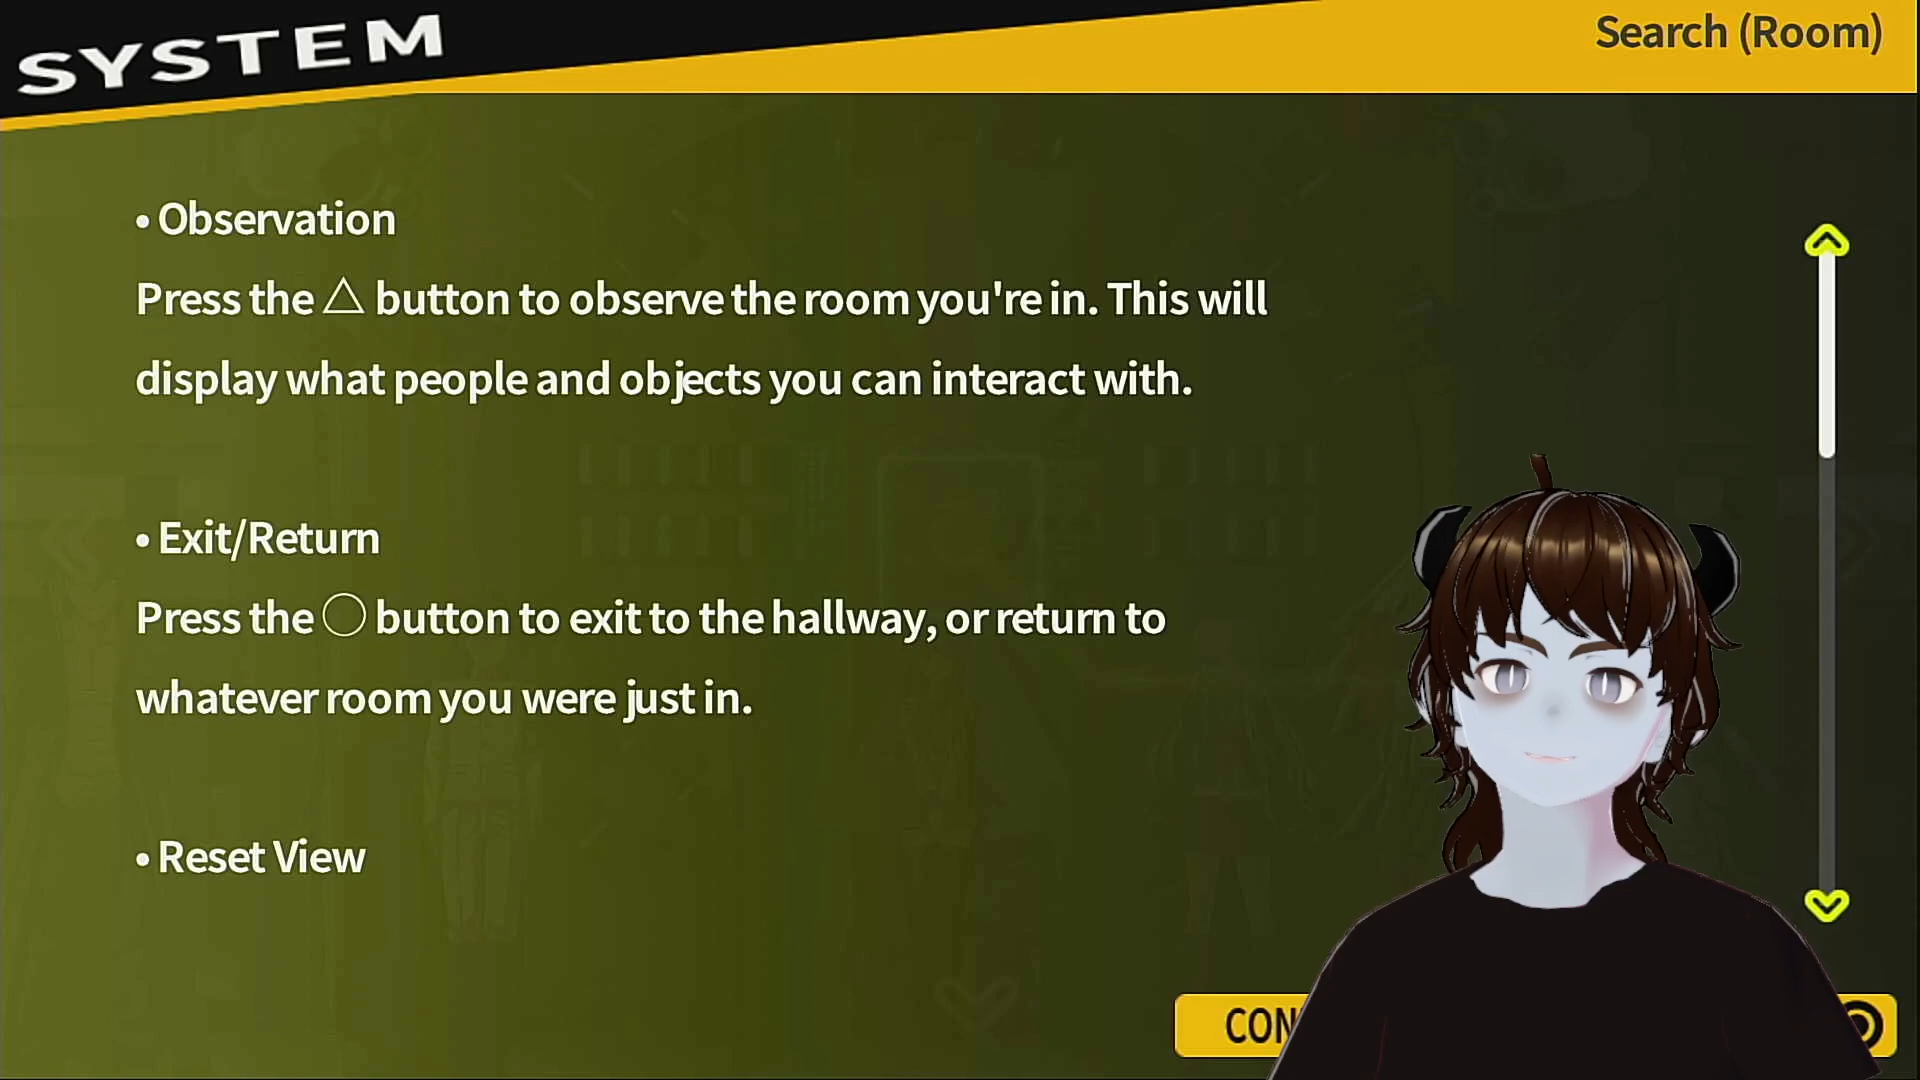 SYSTEM
Search (Room)
• Observation
Press the △ button to observe the room you're in. This will
display what people and objects you can interact with.
• Exit/Return
Press the ◯ button to exit to the hallway, or return to
whatever room you were just in.
• Reset View
CON